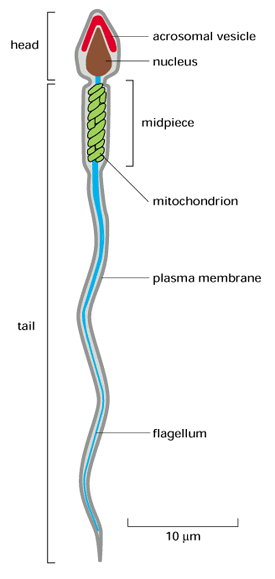 head
acrosomal vesicle
nucleus
midpiece
mitochondrion
plasma membrane
tail
flagellum
10 μm